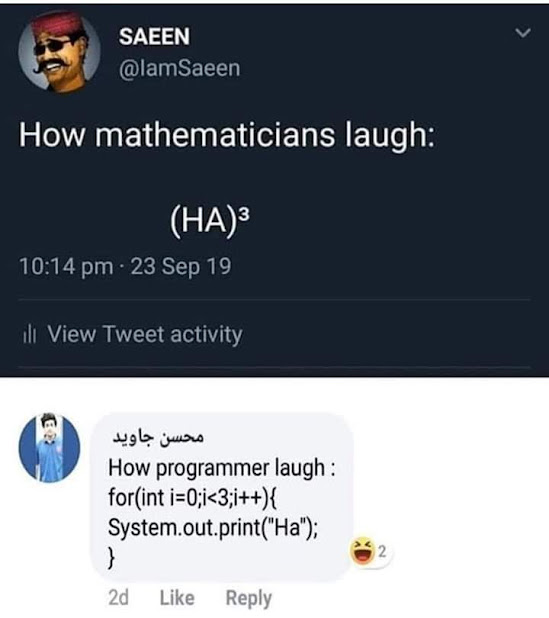 SAEEN
@IamSaeen
How mathematicians laugh:
(HA)³
10:14 pm · 23 Sep 19
View Tweet activity
محسن جاوید
How programmer laugh :
for(int i=0;i<3;i++){
System.out.print("Ha");
}
2
2d Like Reply